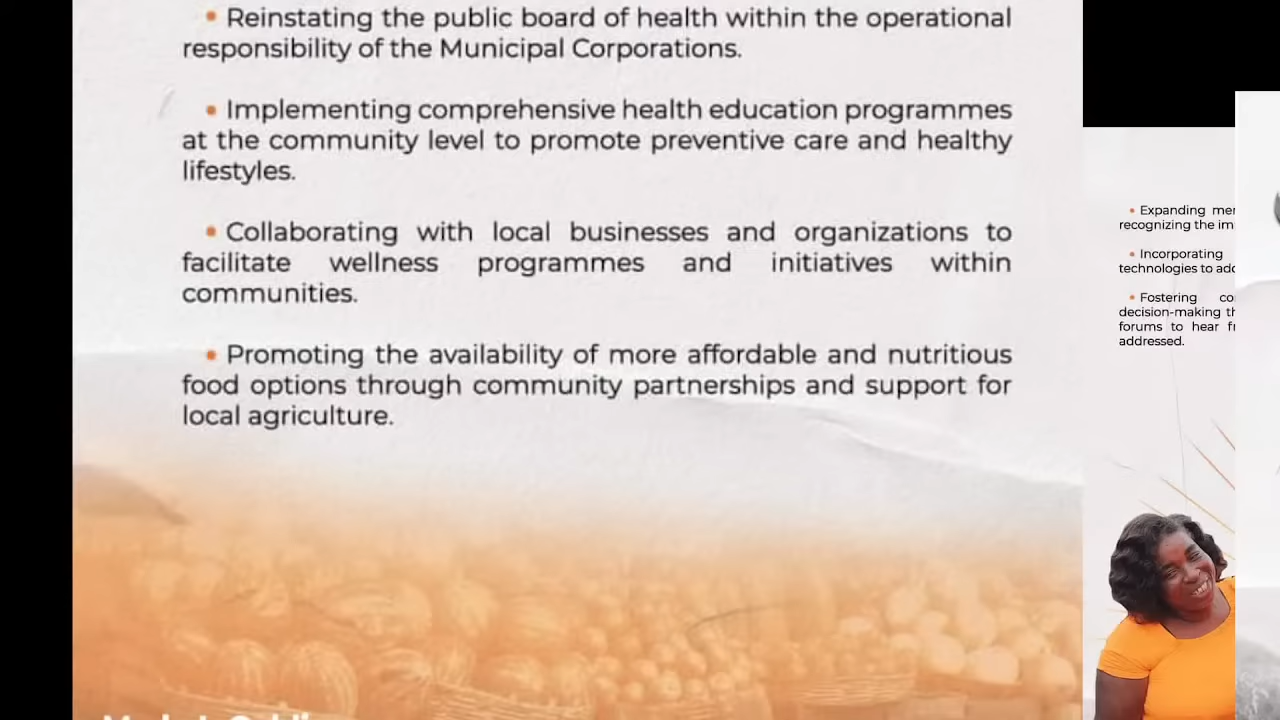 • Reinstating the public board of health within the operational
responsibility of the Municipal Corporations.
• Implementing comprehensive health education programmes
at the community level to promote preventive care and healthy
lifestyles.
• Collaborating with local businesses and organizations to
facilitate wellness programmes and initiatives within
communities.
• Promoting the availability of more affordable and nutritious
food options through community partnerships and support for
local agriculture.
• Expanding
recognizing the
• Incorporating
technologies to
• Fostering
decision-making
forums to hear
addressed.